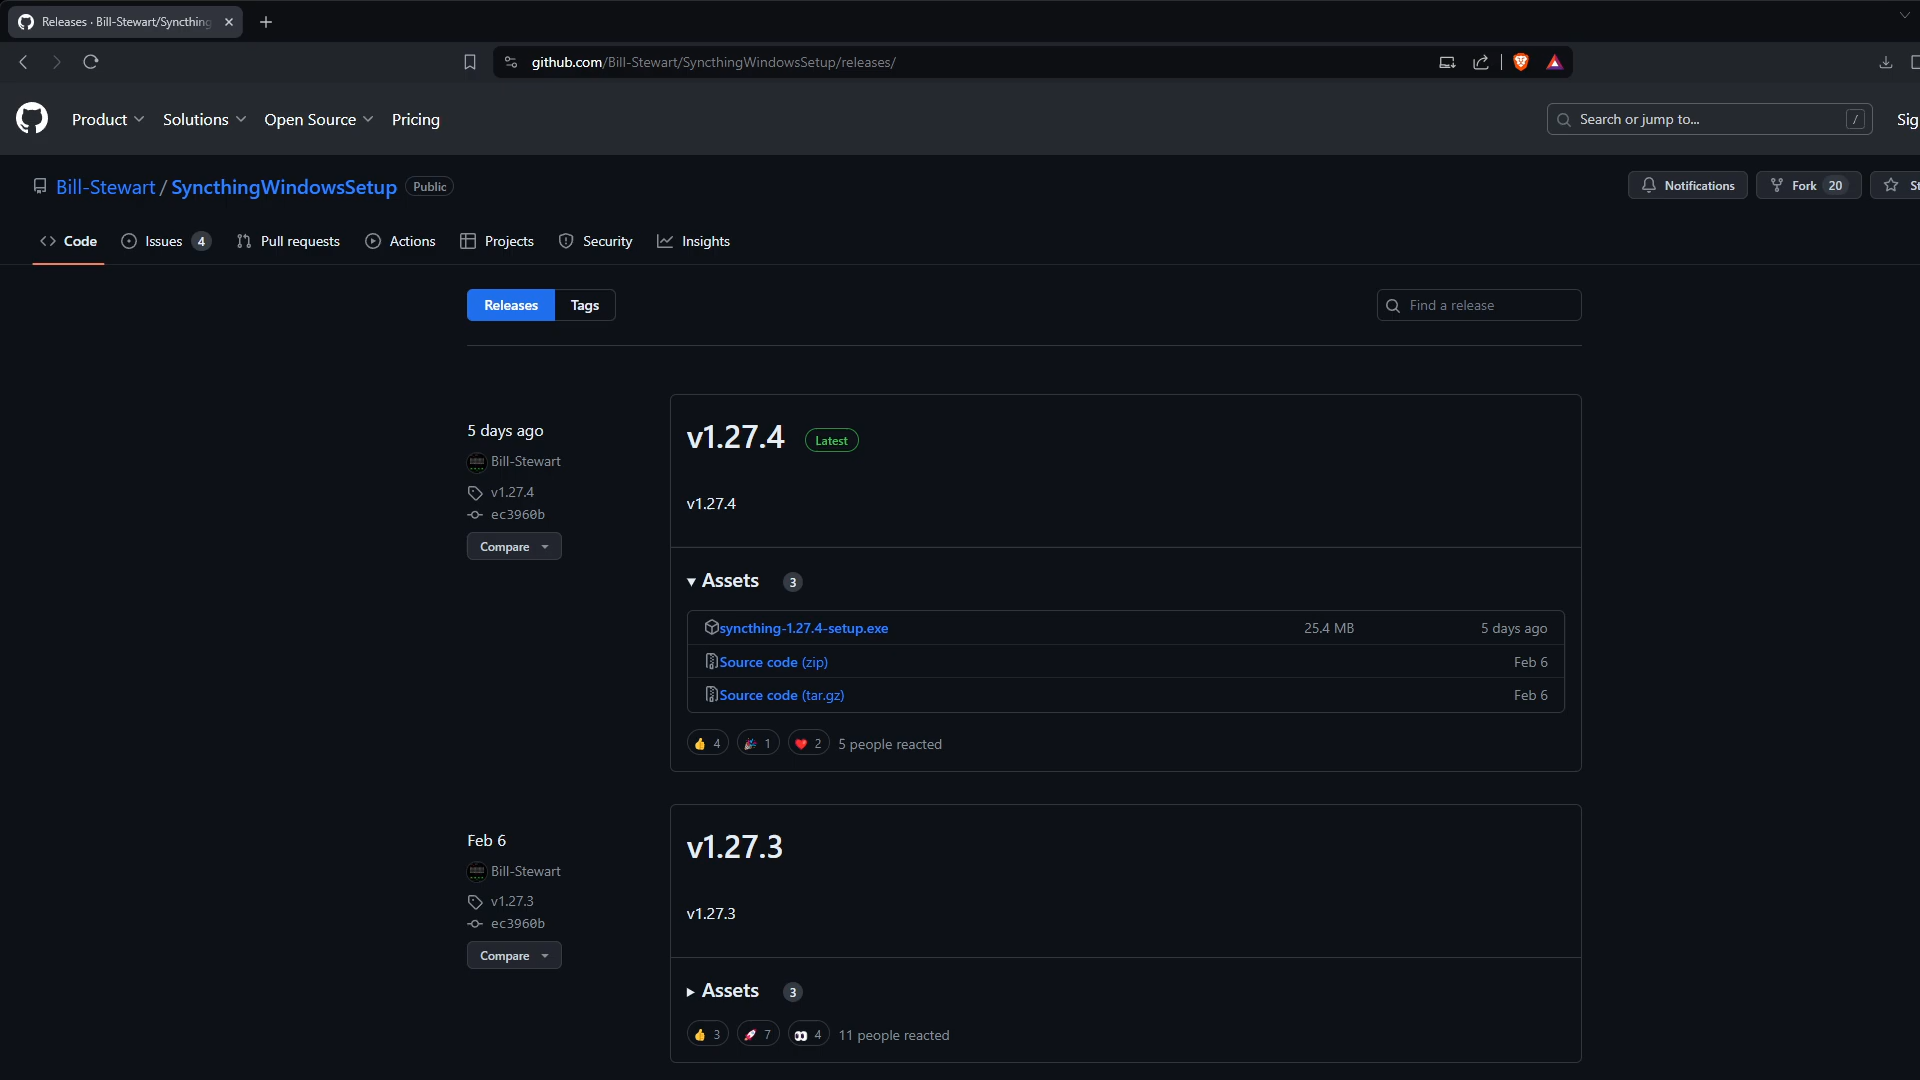 Releases · Bill-Stewart/Syncthing
github.com/Bill-Stewart/SyncthingWindowsSetup/releases/
Product Solutions Open Source Pricing
Search or jump to... /
Sig
Bill-Stewart / SyncthingWindowsSetup Public
Notifications
Fork 20
St
Code Issues 4 Pull requests Actions Projects Security Insights
Releases Tags
Find a release
5 days ago
Bill-Stewart
v1.27.4
ec3960b
Compare
v1.27.4 Latest
v1.27.4
Assets 3
syncthing-1.27.4-setup.exe 25.4 MB 5 days ago
Source code (zip) Feb 6
Source code (tar.gz) Feb 6
4 1 2 5 people reacted
Feb 6
Bill-Stewart
v1.27.3
ec3960b
Compare
v1.27.3
v1.27.3
Assets 3
3 7 4 11 people reacted